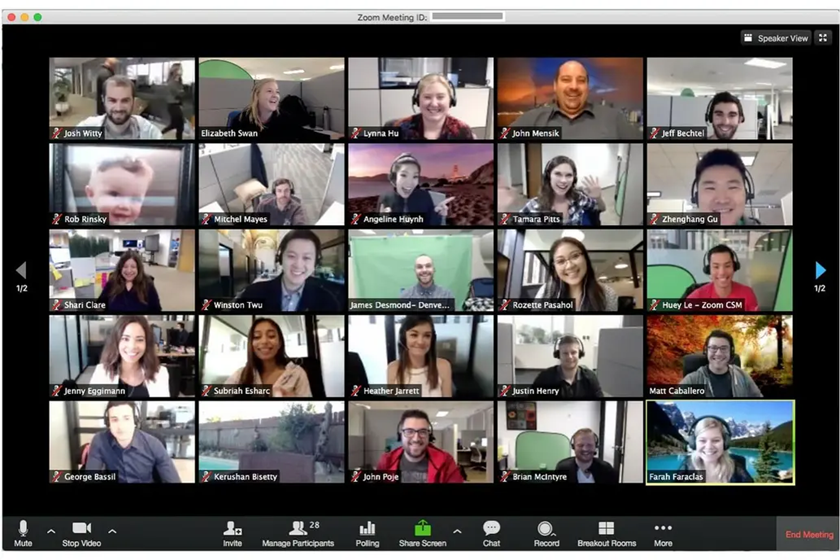 Zoom Meeting ID:
Speaker View
Josh Witty
Elizabeth Swan
Lynna Hu
John Mensik
Jeff Bechtel
Rob Rinsky
Mitchel Mayes
Angeline Huynh
Tamara Pitts
Zhenghang Gu
1/2
1/2
Shari Clare
Winston Twu
James Desmond- Denve...
Rozette Pasahol
Huey Le - Zoom CSM
Jenny Eggimann
Subriah Esharc
Heather Jarrett
Justin Henry
Matt Caballero
George Bassil
Kerushan Bisetty
John Poje
Brian McIntyre
Farah Faraclas
28
Mute
Stop Video
Invite
Manage Participants
Polling
Share Screen
Chat
Record
Breakout Rooms
More
End Meeting